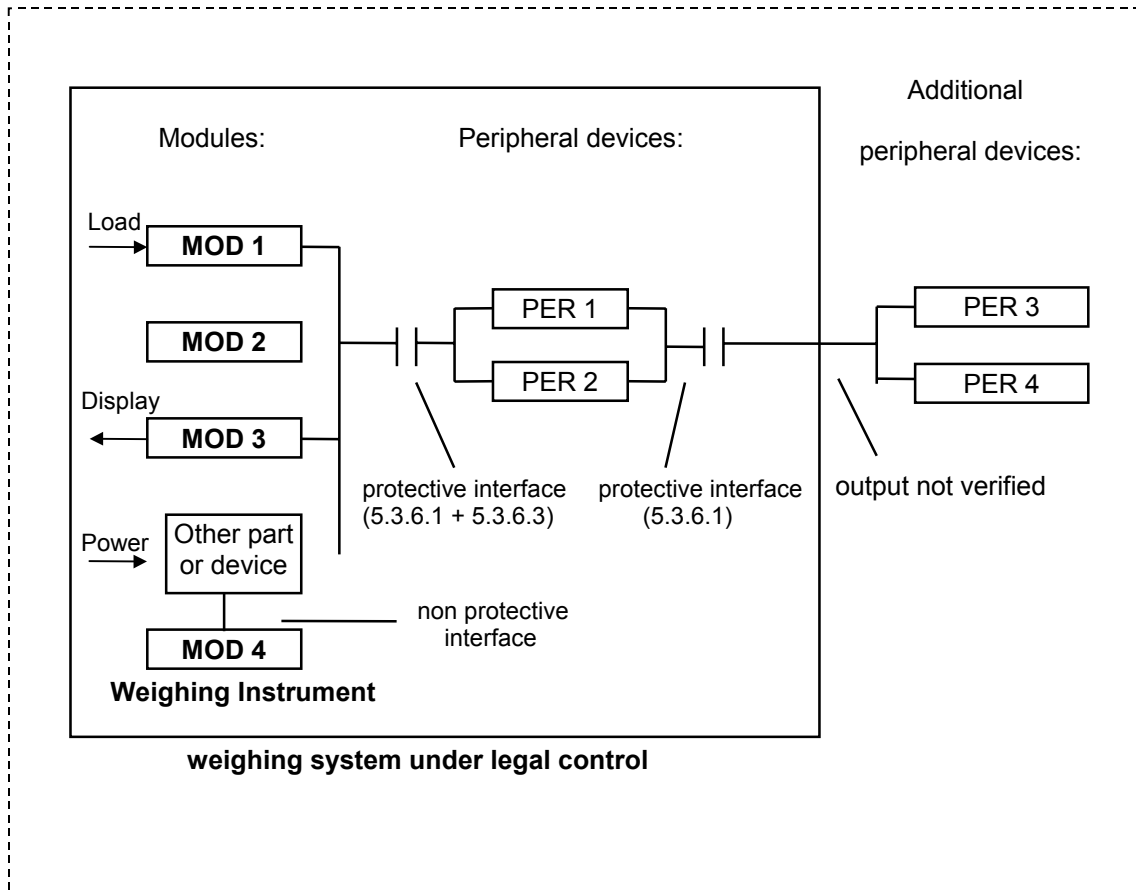 Additional
peripheral devices:
Modules:
Peripheral devices:
Load
MOD 1
MOD 2
Display
MOD 3
Power
Other part
or device
MOD 4
Weighing Instrument
PER 1
PER 2
PER 3
PER 4
protective interface
(5.3.6.1 + 5.3.6.3)
protective interface
(5.3.6.1)
output not verified
non protective
interface
weighing system under legal control